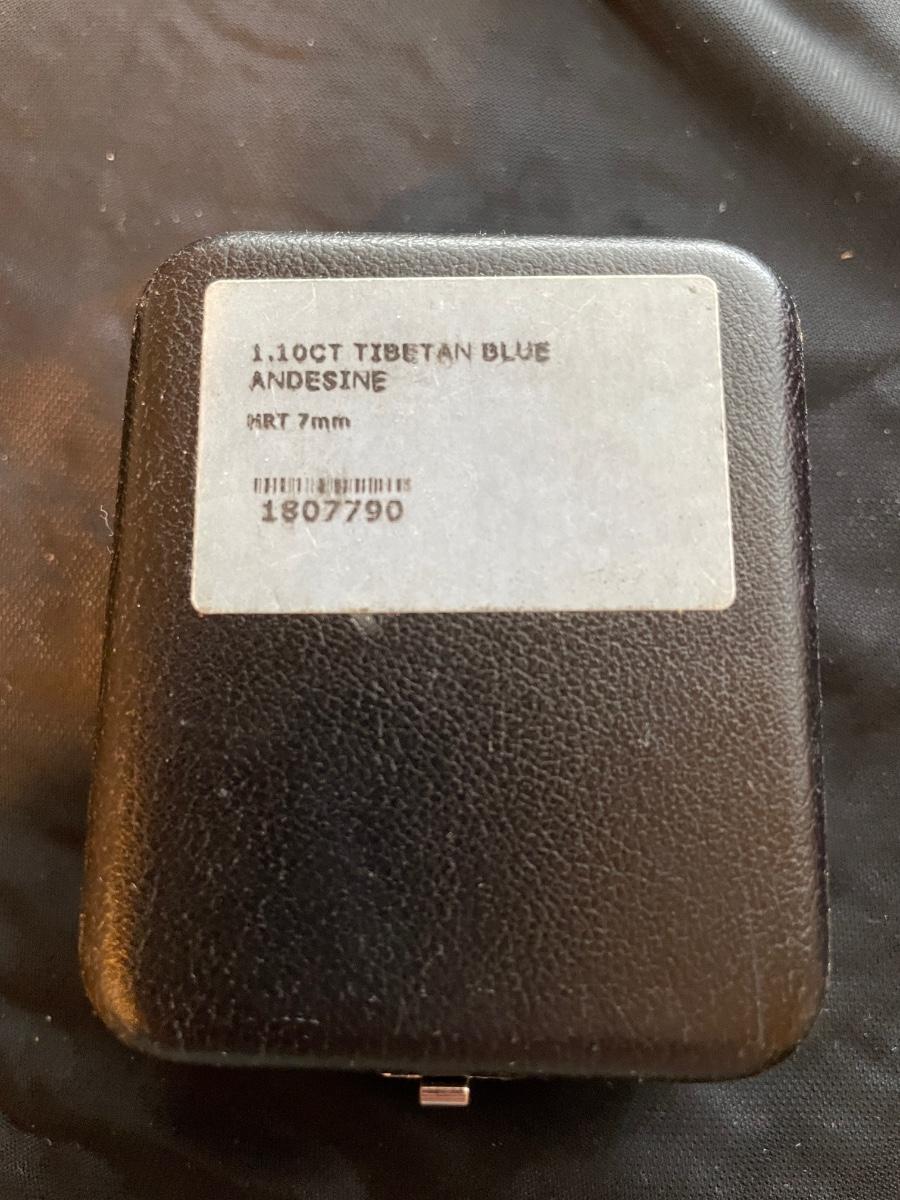 1.10CT TIBETAN BLUE
ANDESINE
HRT 7mm
1807790